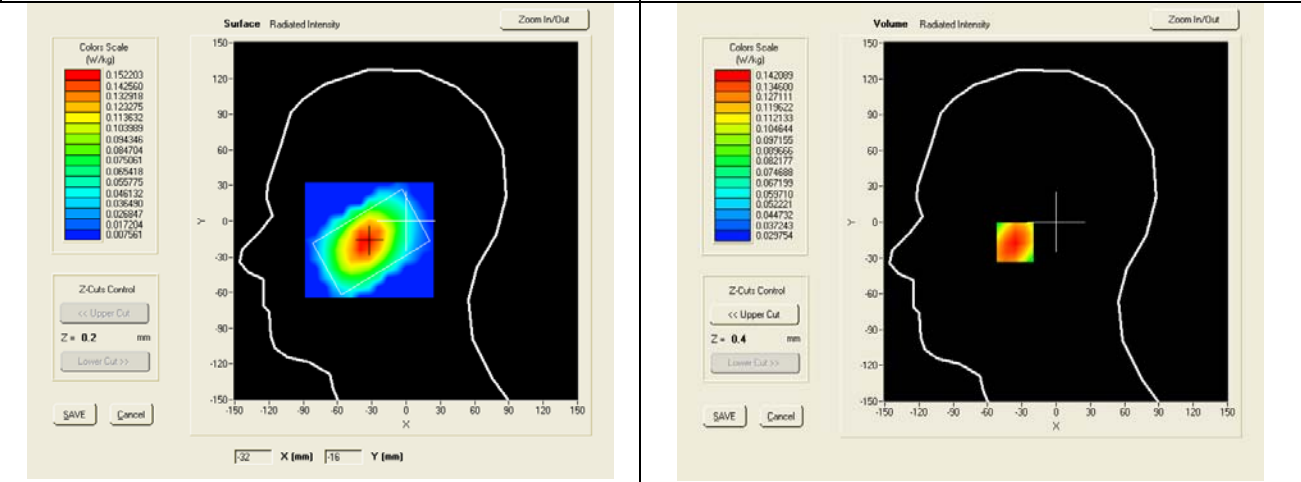 Surface Radiated Intensity
Zoom In/Out
Colors Scale
(W/kg)
0.152203
0.142560
0.132918
0.123275
0.113632
0.103989
0.094346
0.084704
0.075061
0.065418
0.055775
0.046132
0.036490
0.026847
0.017204
0.007561
Z-Cuts Control
<< Upper Cut
Z = 0.2 mm
Lower Cut >>
SAVE Cancel
150
120
90
60
30
0
-30
-60
-90
-120
-150
Y
-150 -120 -90 -60 -30 0 30 60 90 120 150
X
-32 X (mm) -16 Y (mm)
Volume Radiated Intensity
Zoom In/Out
Colors Scale
(W/kg)
0.142089
0.134600
0.127111
0.119622
0.112133
0.104644
0.097155
0.089666
0.082177
0.074688
0.067199
0.059710
0.052221
0.044732
0.037243
0.029754
Z-Cuts Control
<< Upper Cut
Z = 0.4 mm
Lower Cut >>
SAVE Cancel
150
120
90
60
30
0
-30
-60
-90
-120
-150
Y
-150 -120 -90 -60 -30 0 30 60 90 120 150
X